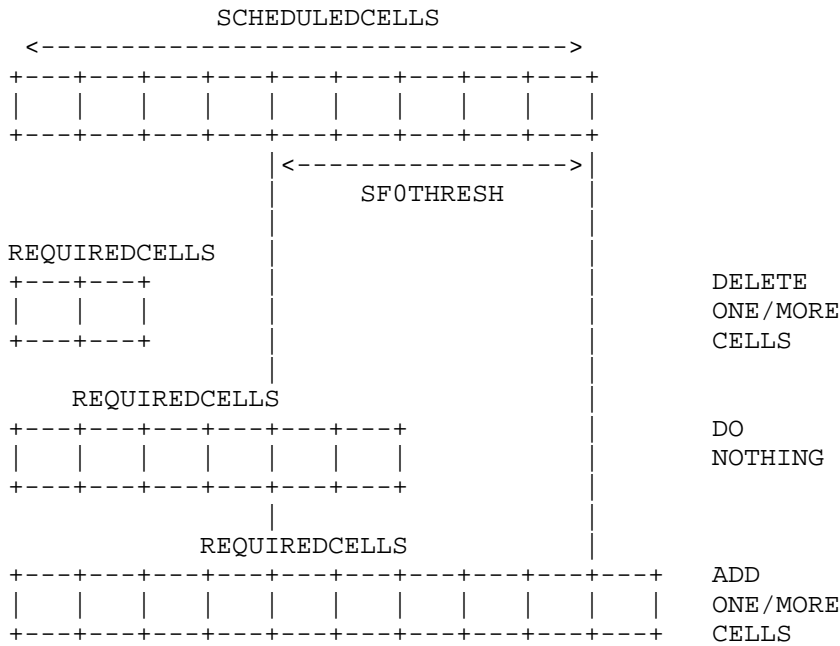 SCHEDULEDCELLS
<--------------------------------->
+---+---+---+---+---+---+---+---+---+
|   |   |   |   |   |   |   |   |   |
+---+---+---+---+---+---+---+---+---+
|<----------------->|
| SF0THRESH |
REQUIREDCELLS |
+---+---+ | | DELETE
|   |   | | | ONE/MORE
+---+---+ | | CELLS
REQUIREDCELLS |
+---+---+---+---+---+---+ | DO
|   |   |   |   |   |   | | NOTHING
+---+---+---+---+---+---+ |
REQUIREDCELLS |
+---+---+---+---+---+---+---+---+---+---+ ADD
|   |   |   |   |   |   |   |   |   |   | ONE/MORE
+---+---+---+---+---+---+---+---+---+---+ CELLS